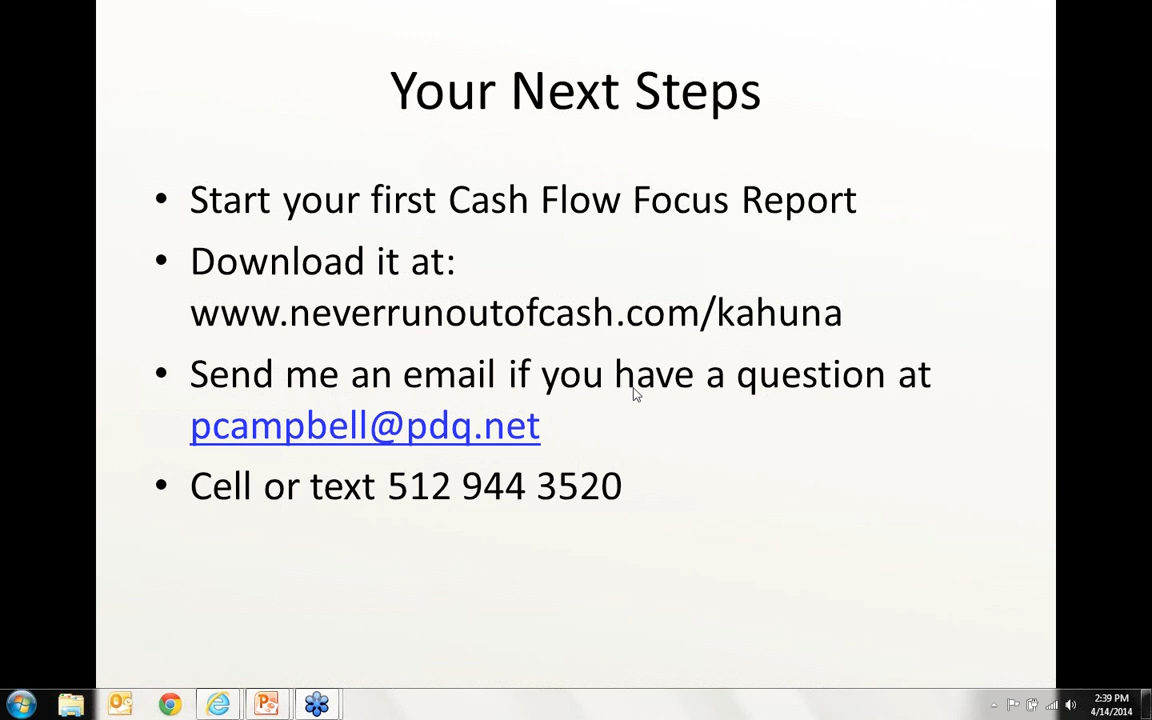 Your Next Steps
• Start your first Cash Flow Focus Report
• Download it at:
www.neverrunoutofcash.com/kahuna
• Send me an email if you have a question at
pcampbell@pdq.net
• Cell or text 512 944 3520
2:39 PM
4/14/2014